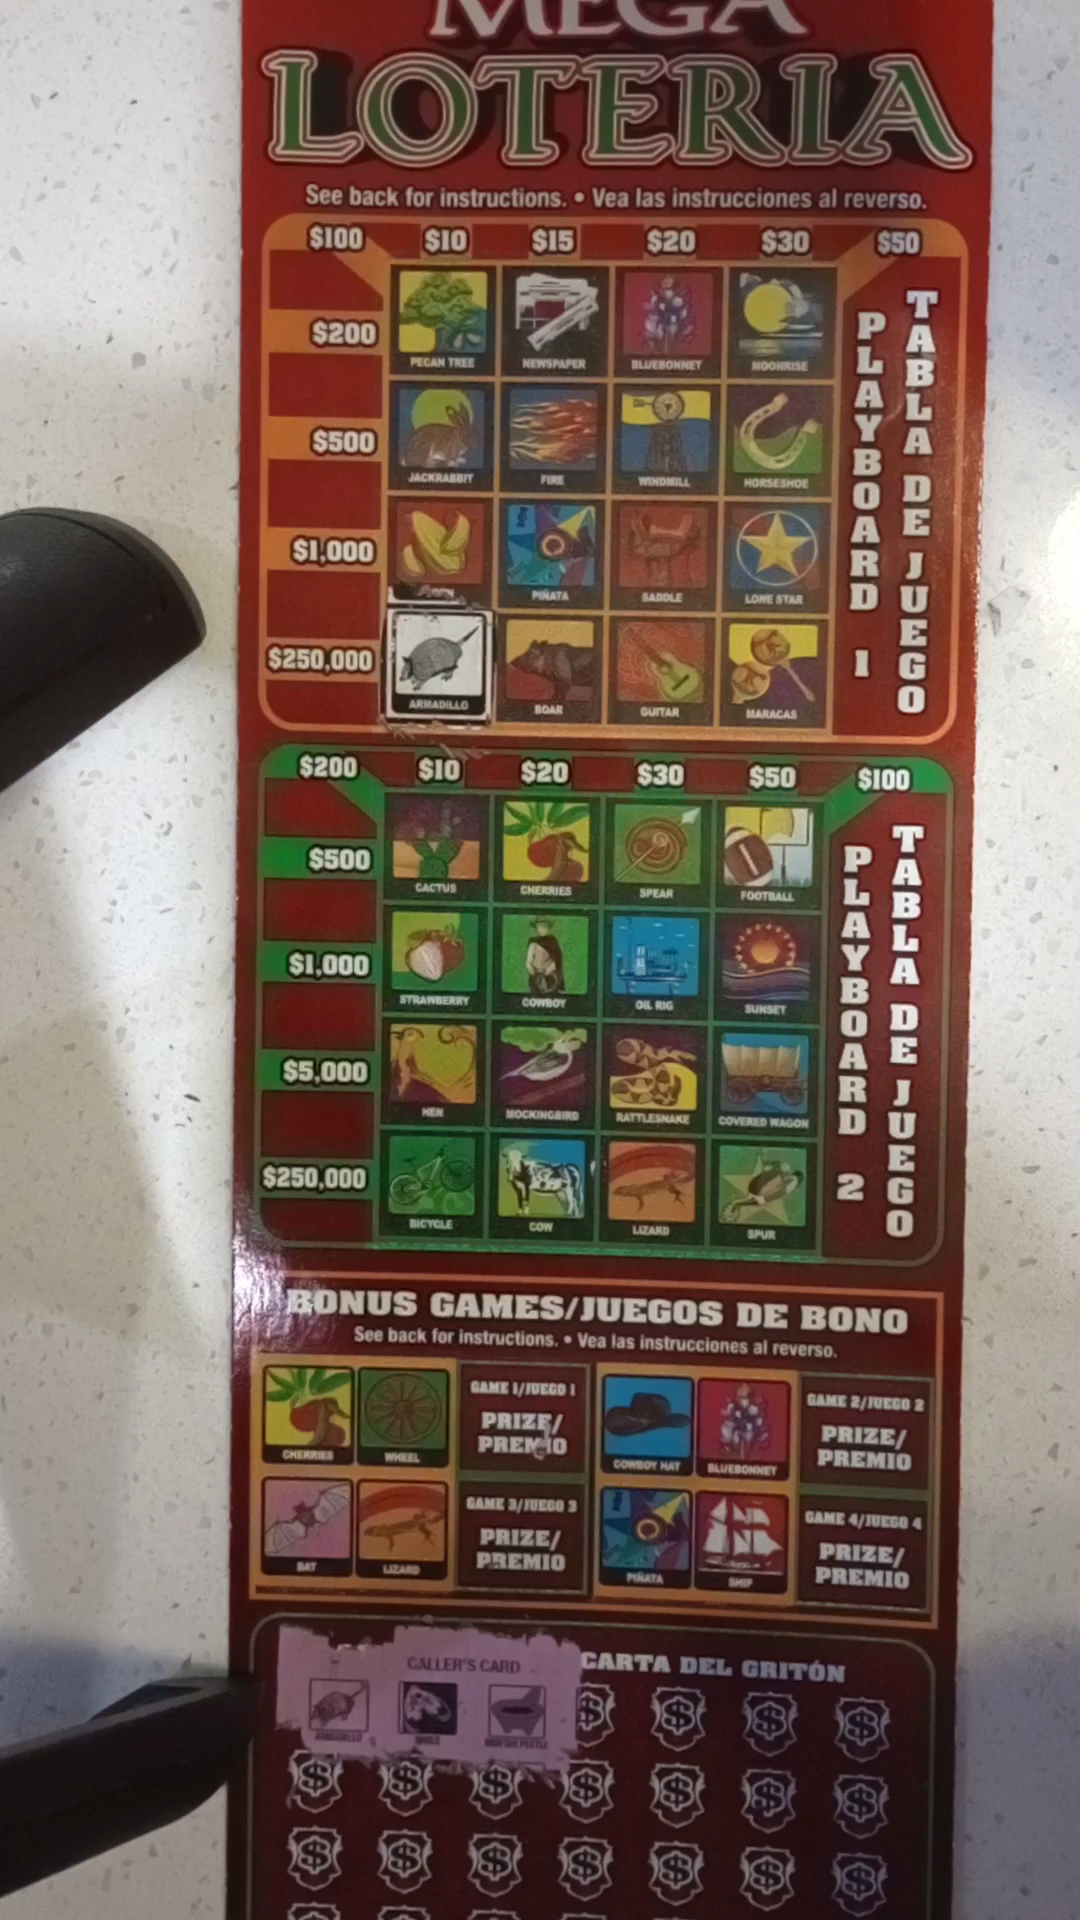 MEGA
LOTERIA
See back for instructions. • Vea las instrucciones al reverso.
$100 $10 $15 $20 $30 $50
$200
PECAN TREE NEWSPAPER BLUEBONNET MOONRISE
$500
JACKRABBIT FIRE WINDMILL HORSESHOE
$1,000
PIÑATA SADDLE LONE STAR
$250,000
ARMADILLO BOAR GUITAR MARACAS
PLAYBOARD 1
TABLA DE JUEGO
$200 $10 $20 $30 $50 $100
$500
CACTUS CHERRIES SPEAR FOOTBALL
$1,000
STRAWBERRY COWBOY OIL RIG SUNSET
$5,000
HEN MOCKINGBIRD RATTLESNAKE COVERED WAGON
$250,000
BICYCLE COW LIZARD SPUR
PLAYBOARD 2
TABLA DE JUEGO
BONUS GAMES/JUEGOS DE BONO
See back for instructions. • Vea las instrucciones al reverso.
CHERRIES WHEEL
GAME 1/JUEGO 1
PRIZE/
PREMIO
COWBOY HAT BLUEBONNET
GAME 2/JUEGO 2
PRIZE/
PREMIO
BAT LIZARD
GAME 3/JUEGO 3
PRIZE/
PREMIO
PIÑATA SHIP
GAME 4/JUEGO 4
PRIZE/
PREMIO
CALLER'S CARD CARTA DEL GRITÓN
ARMADILLO